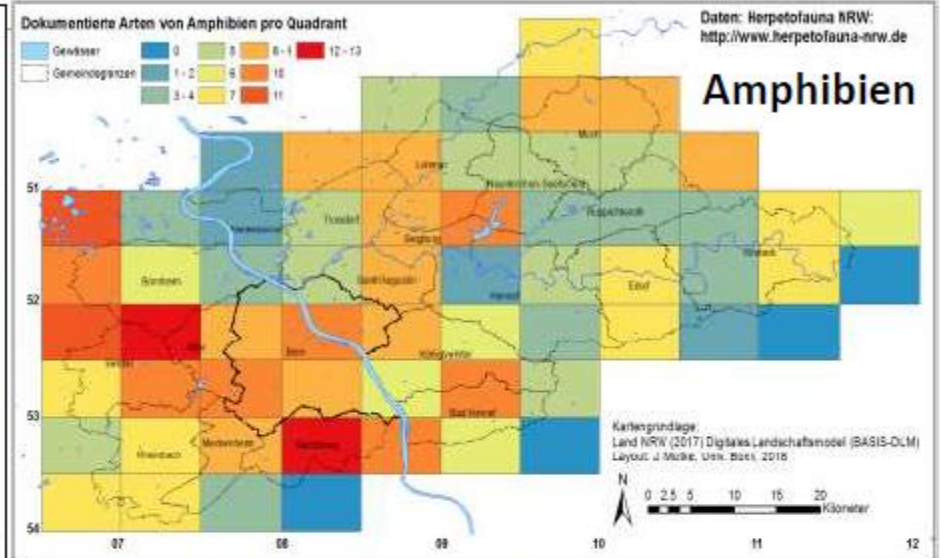 Dokumentierte Arten von Amphibien pro Quadrant
Gewässer
Gemeindegrenzen
0
1 - 2
3 - 4
5
6
7
8 - 9
10
11
12 - 13
Daten: Herpetofauna NRW:
http://www.herpetofauna-nrw.de
Amphibien
Much
Lohmar
51
Neunkirchen-Seelscheid
Troisdorf
Ruppichteroth
Siegburg
Windeck
Bornheim
Sankt Augustin
Eitorf
Hennef
52
Bonn
Königswinter
53
Bad Honnef
Meckenheim
Wachtberg
Rheinbach
Kartengrundlage:
Land NRW (2017) Digitales Landschaftsmodel (BASIS-DLM)
Layout: J. Mutke, Univ. Bonn, 2018
N
0 2.5 5 10 15 20
Kilometer
54
07 08 09 10 11 12